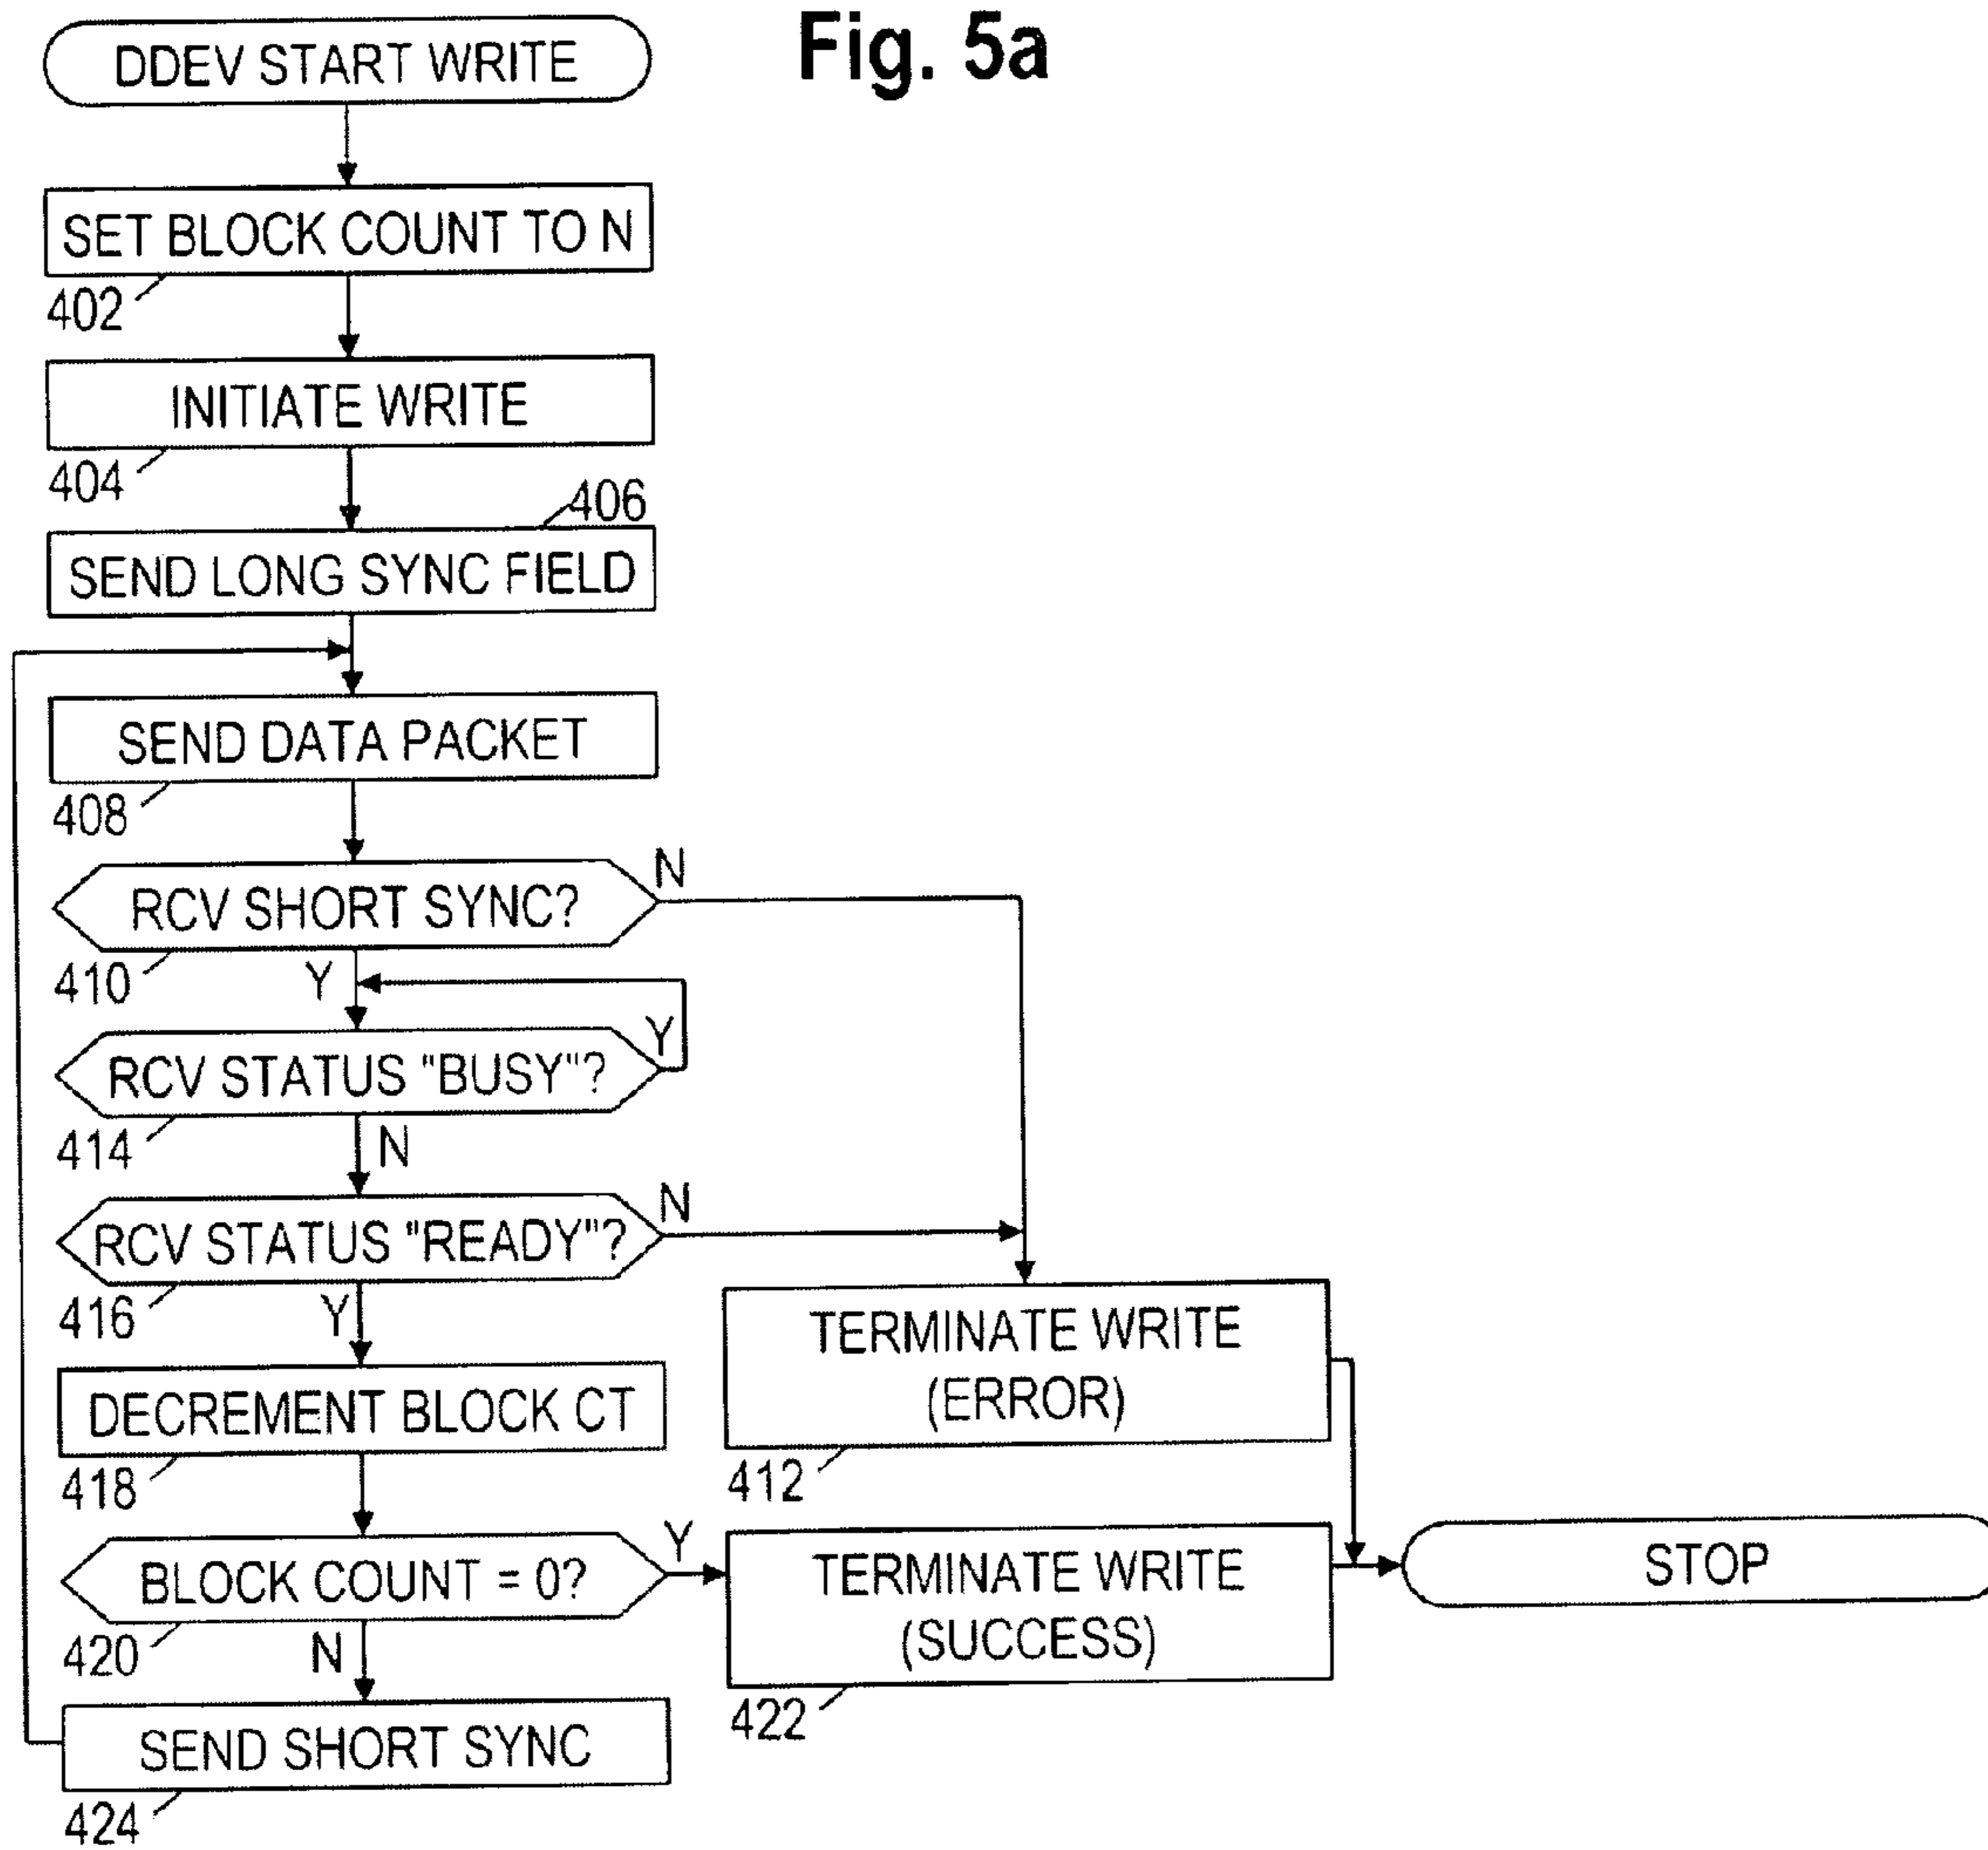 Fig. 5a
DDEV START WRITE
SET BLOCK COUNT TO N
402
INITIATE WRITE
404
406
SEND LONG SYNC FIELD
SEND DATA PACKET
408
RCV SHORT SYNC?
N
410
Y
RCV STATUS "BUSY"?
Y
414
N
RCV STATUS "READY"?
N
416
Y
DECREMENT BLOCK CT
418
TERMINATE WRITE
(ERROR)
412
BLOCK COUNT = 0?
Y
420
N
TERMINATE WRITE
(SUCCESS)
422
STOP
SEND SHORT SYNC
424